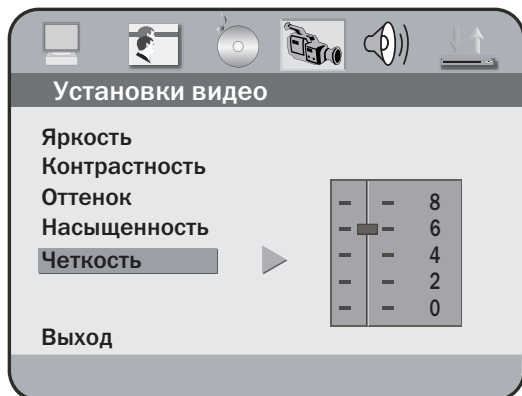 Установки видео
Яркость
Контрастность
Оттенок
Насыщенность
Четкость
8
6
4
2
0
Выход